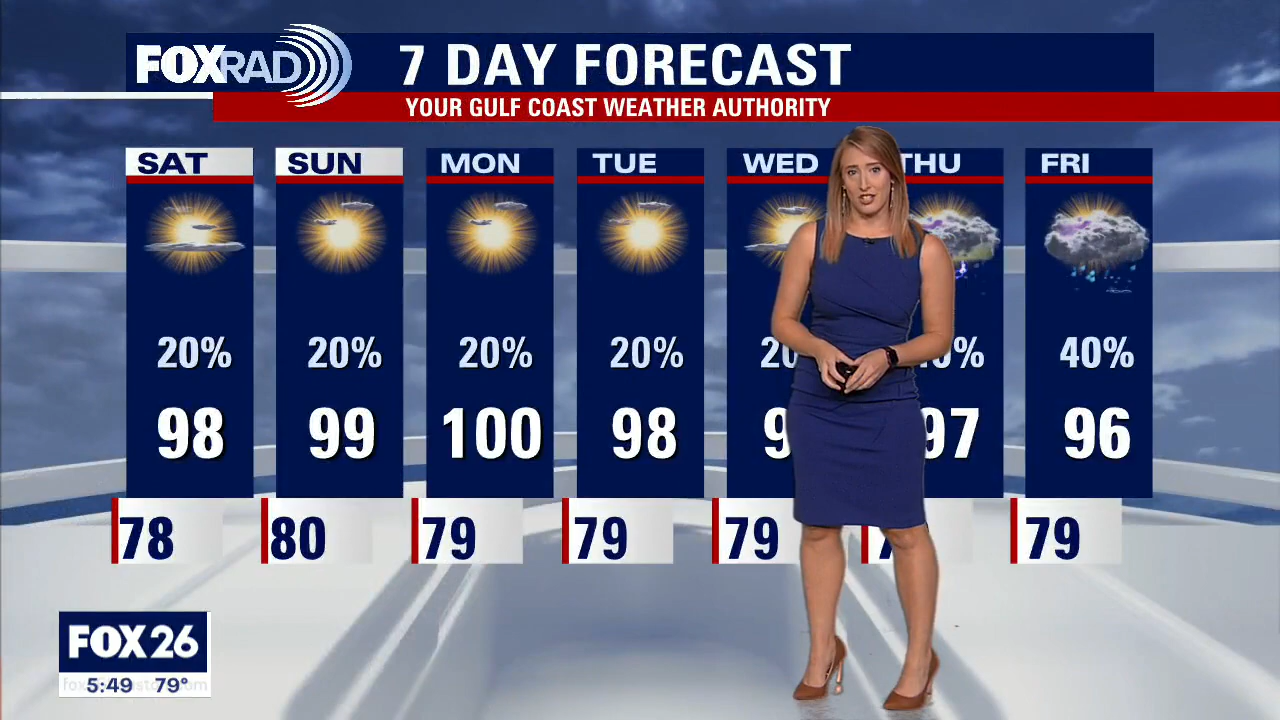 FOXRAD
7 DAY FORECAST
YOUR GULF COAST WEATHER AUTHORITY
SAT SUN MON TUE WED THU FRI
20% 20% 20% 20% 40%
98 99 100 98 97 96
78 80 79 79 79 79
FOX 26
5:49 79°